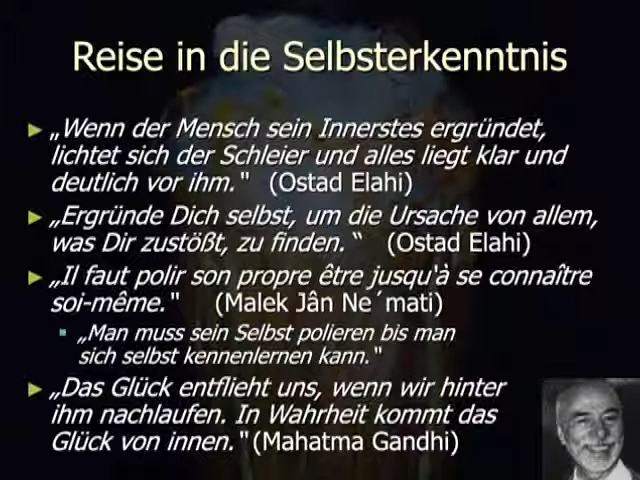 Reise in die Selbsterkenntnis
► „Wenn der Mensch sein Innerstes ergründet,
lichtet sich der Schleier und alles liegt klar und
deutlich vor ihm." (Ostad Elahi)
► „Ergründe Dich selbst, um die Ursache von allem,
was Dir zustößt, zu finden. “ (Ostad Elahi)
► „Il faut polir son propre être jusqu'à se connaître
soi-même." (Malek Jân Ne´mati)
▪ „Man muss sein Selbst polieren bis man
sich selbst kennenlernen kann."
► „Das Glück entflieht uns, wenn wir hinter
ihm nachlaufen. In Wahrheit kommt das
Glück von innen." (Mahatma Gandhi)